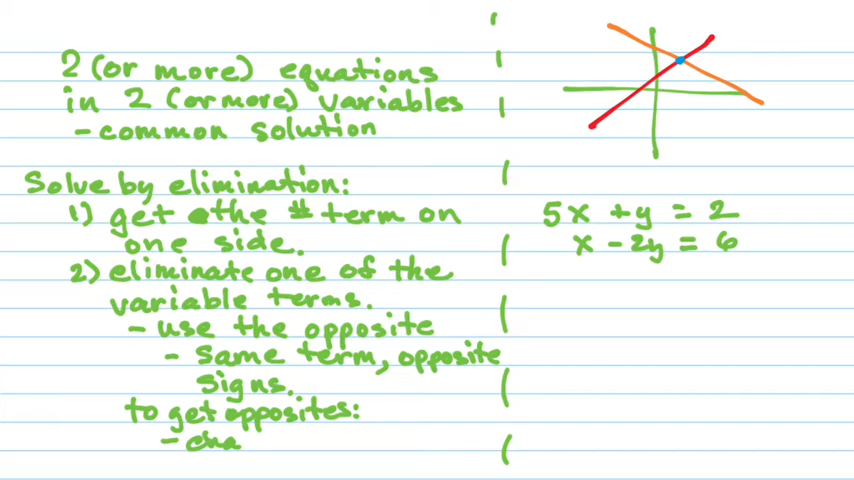 2 (or more) equations
in 2 (or more) variables
- common solution
Solve by elimination:
1) get the # term on
one side.
2) eliminate one of the
variable terms.
- use the opposite
- same term, opposite
signs.
to get opposites:
- cha
5x + y = 2
x - 2y = 6